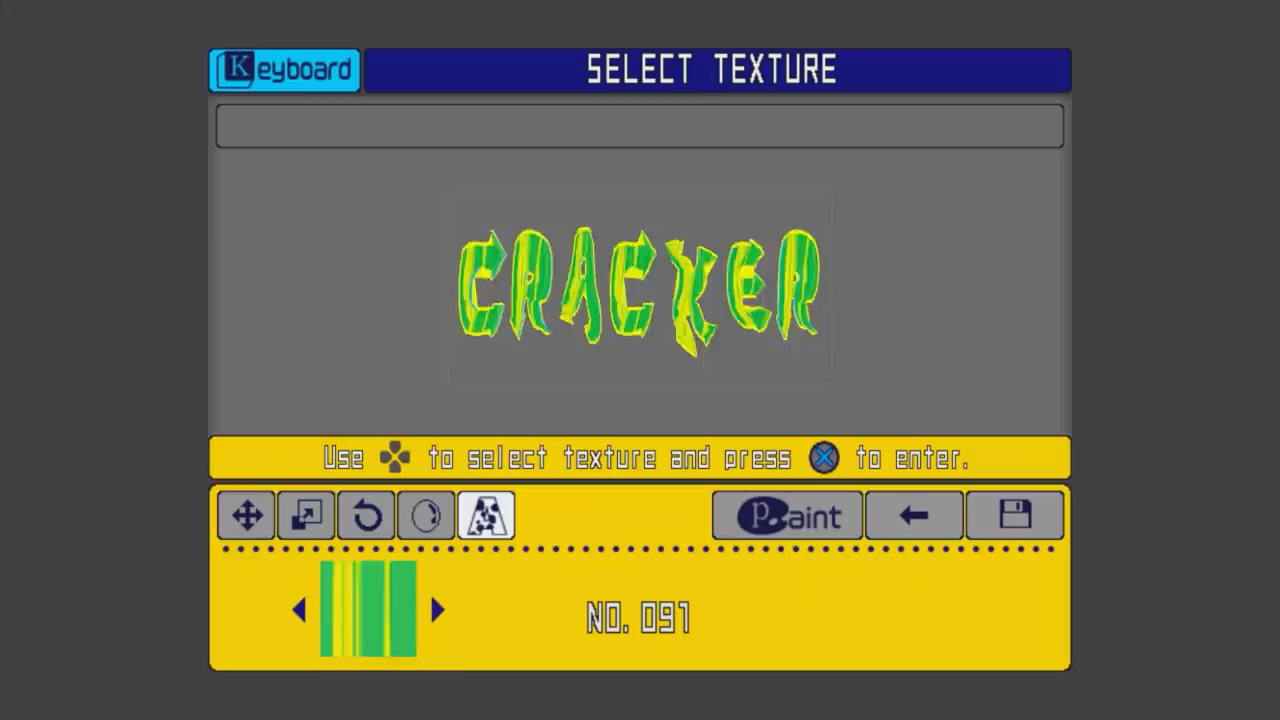 Keyboard
SELECT TEXTURE
CRACKER
Use to select texture and press to enter.
A
Paint
NO. 091